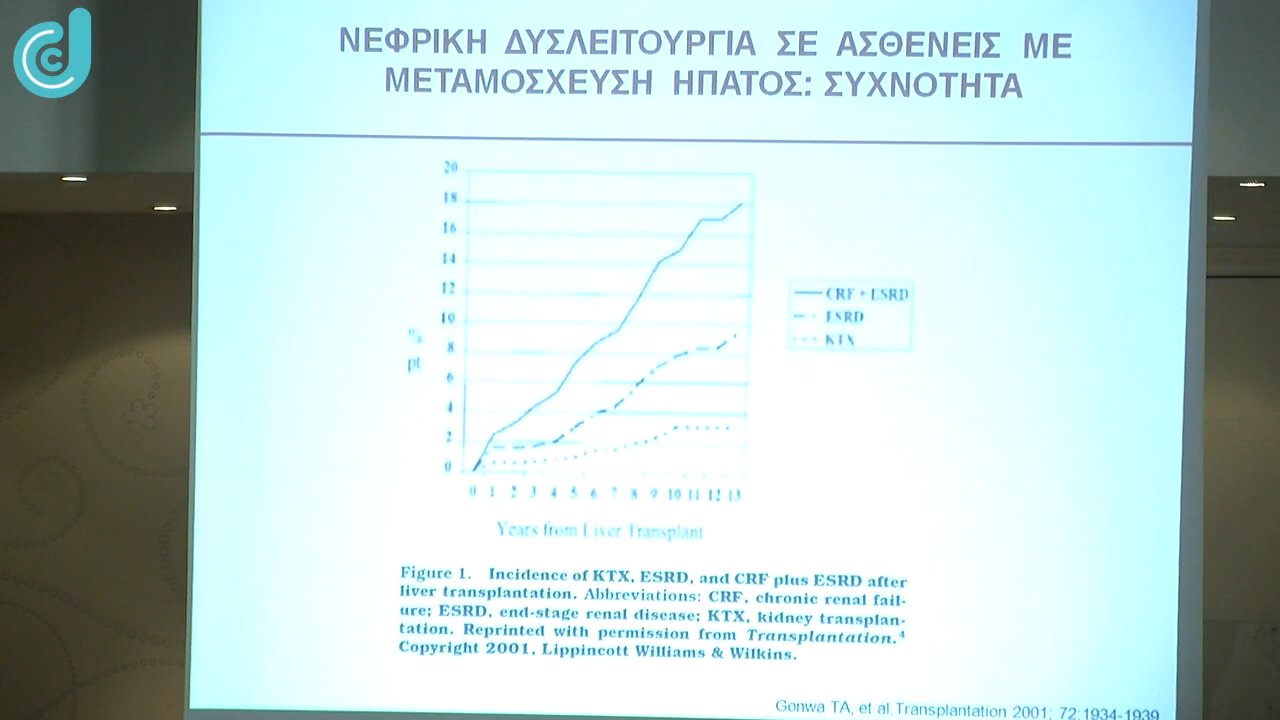 ΝΕΦΡΙΚΗ ΔΥΣΛΕΙΤΟΥΡΓΙΑ ΣΕ ΑΣΘΕΝΕΙΣ ΜΕ
ΜΕΤΑΜΟΣΧΕΥΣΗ ΗΠΑΤΟΣ: ΣΥΧΝΟΤΗΤΑ
20
18
16
14
12
10
8
6
4
2
0
%
pt
0 1 2 3 4 5 6 7 8 9 10 11 12 13
Years from Liver Transplant
CRF + ESRD
ESRD
KTX
Figure 1. Incidence of KTX, ESRD, and CRF plus ESRD after
liver transplantation. Abbreviations: CRF, chronic renal fail-
ure; ESRD, end-stage renal disease; KTX, kidney transplan-
tation. Reprinted with permission from Transplantation.⁴
Copyright 2001, Lippincott Williams & Wilkins.
Gonwa TA, et al.Transplantation 2001; 72:1934-1939